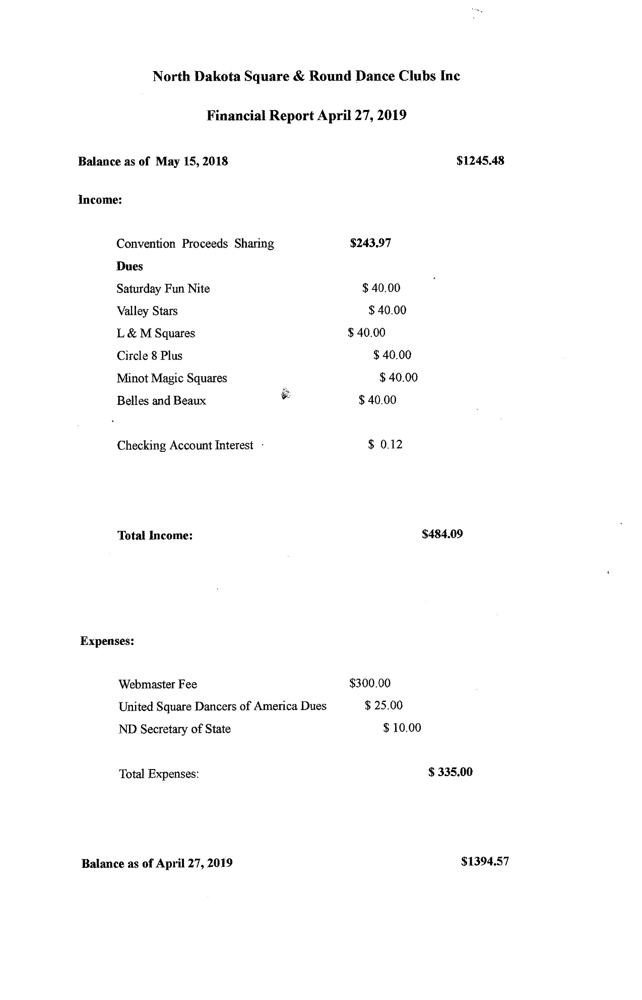 North Dakota Square & Round Dance Clubs Inc
Financial Report April 27, 2019
Balance as of May 15, 2018 $1245.48
Income:
Convention Proceeds Sharing $243.97
Dues
Saturday Fun Nite $ 40.00
Valley Stars $ 40.00
L & M Squares $ 40.00
Circle 8 Plus $ 40.00
Minot Magic Squares $ 40.00
Belles and Beaux $ 40.00
Checking Account Interest $ 0.12
Total Income: $484.09
Expenses:
Webmaster Fee $300.00
United Square Dancers of America Dues $ 25.00
ND Secretary of State $ 10.00
Total Expenses: $ 335.00
Balance as of April 27, 2019 $1394.57